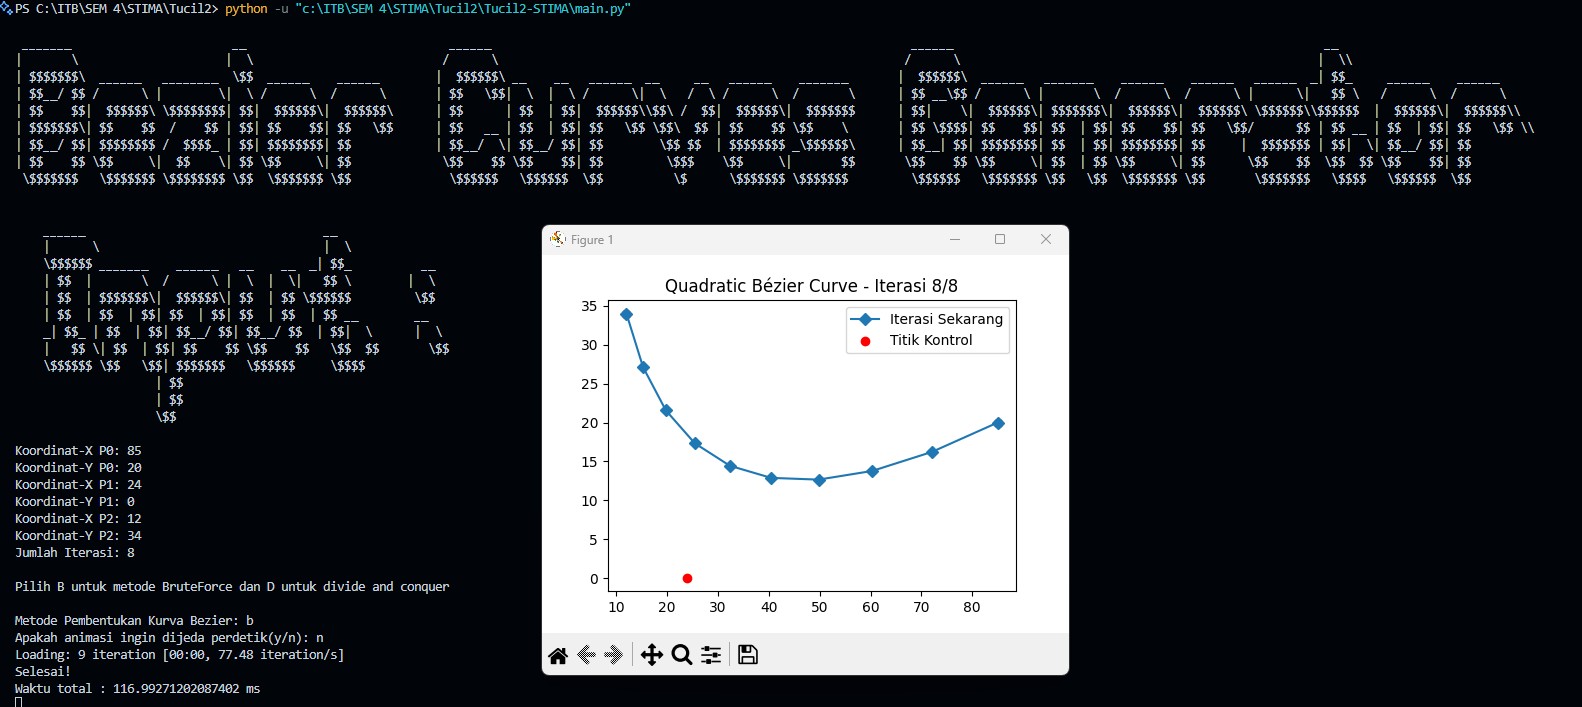 PS C:\ITB\SEM 4\STIMA\Tucil2> python -u "c:\ITB\SEM 4\STIMA\Tucil2\Tucil2-STIMA\main.py"
Bezier Curve Generator
Input :
Koordinat-X P0: 85
Koordinat-Y P0: 20
Koordinat-X P1: 24
Koordinat-Y P1: 0
Koordinat-X P2: 12
Koordinat-Y P2: 34
Jumlah Iterasi: 8
Pilih B untuk metode BruteForce dan D untuk divide and conquer
Metode Pembentukan Kurva Bezier: b
Apakah animasi ingin dijeda perdetik(y/n): n
Loading: 9 iteration [00:00, 77.48 iteration/s]
Selesai!
Waktu total : 116.99271202087402 ms
Figure 1
Quadratic Bézier Curve - Iterasi 8/8
Iterasi Sekarang
Titik Kontrol
35
30
25
20
15
10
5
0
10 20 30 40 50 60 70 80